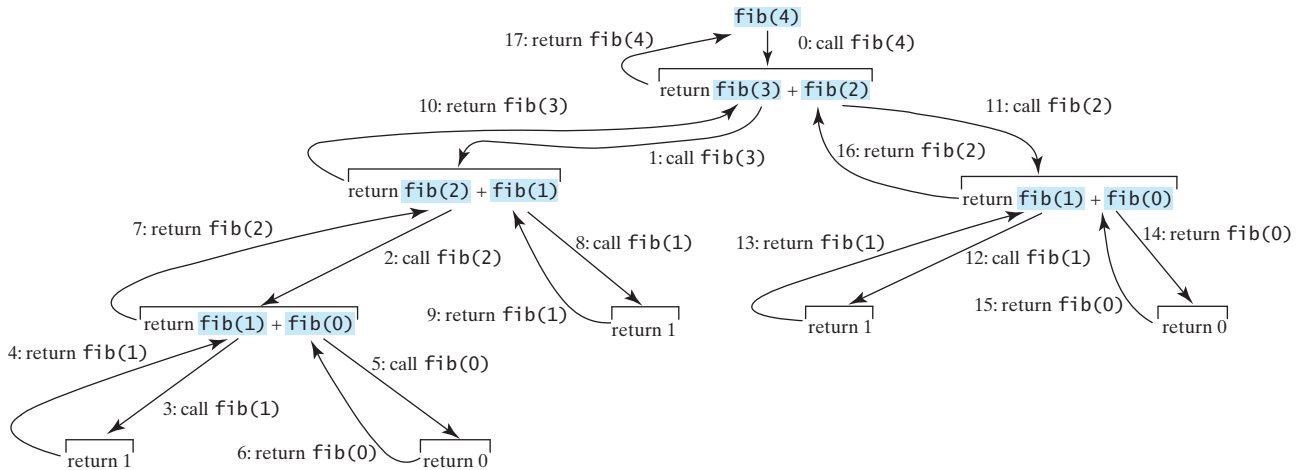 fib(4)
17: return fib(4)
0: call fib(4)
return fib(3) + fib(2)
10: return fib(3)
11: call fib(2)
1: call fib(3)
16: return fib(2)
return fib(2) + fib(1)
return fib(1) + fib(0)
7: return fib(2)
8: call fib(1)
13: return fib(1)
14: return fib(0)
2: call fib(2)
12: call fib(1)
9: return fib(1)
15: return fib(0)
return fib(1) + fib(0)
return 1
return 1
return 0
4: return fib(1)
5: call fib(0)
3: call fib(1)
6: return fib(0)
return 1
return 0